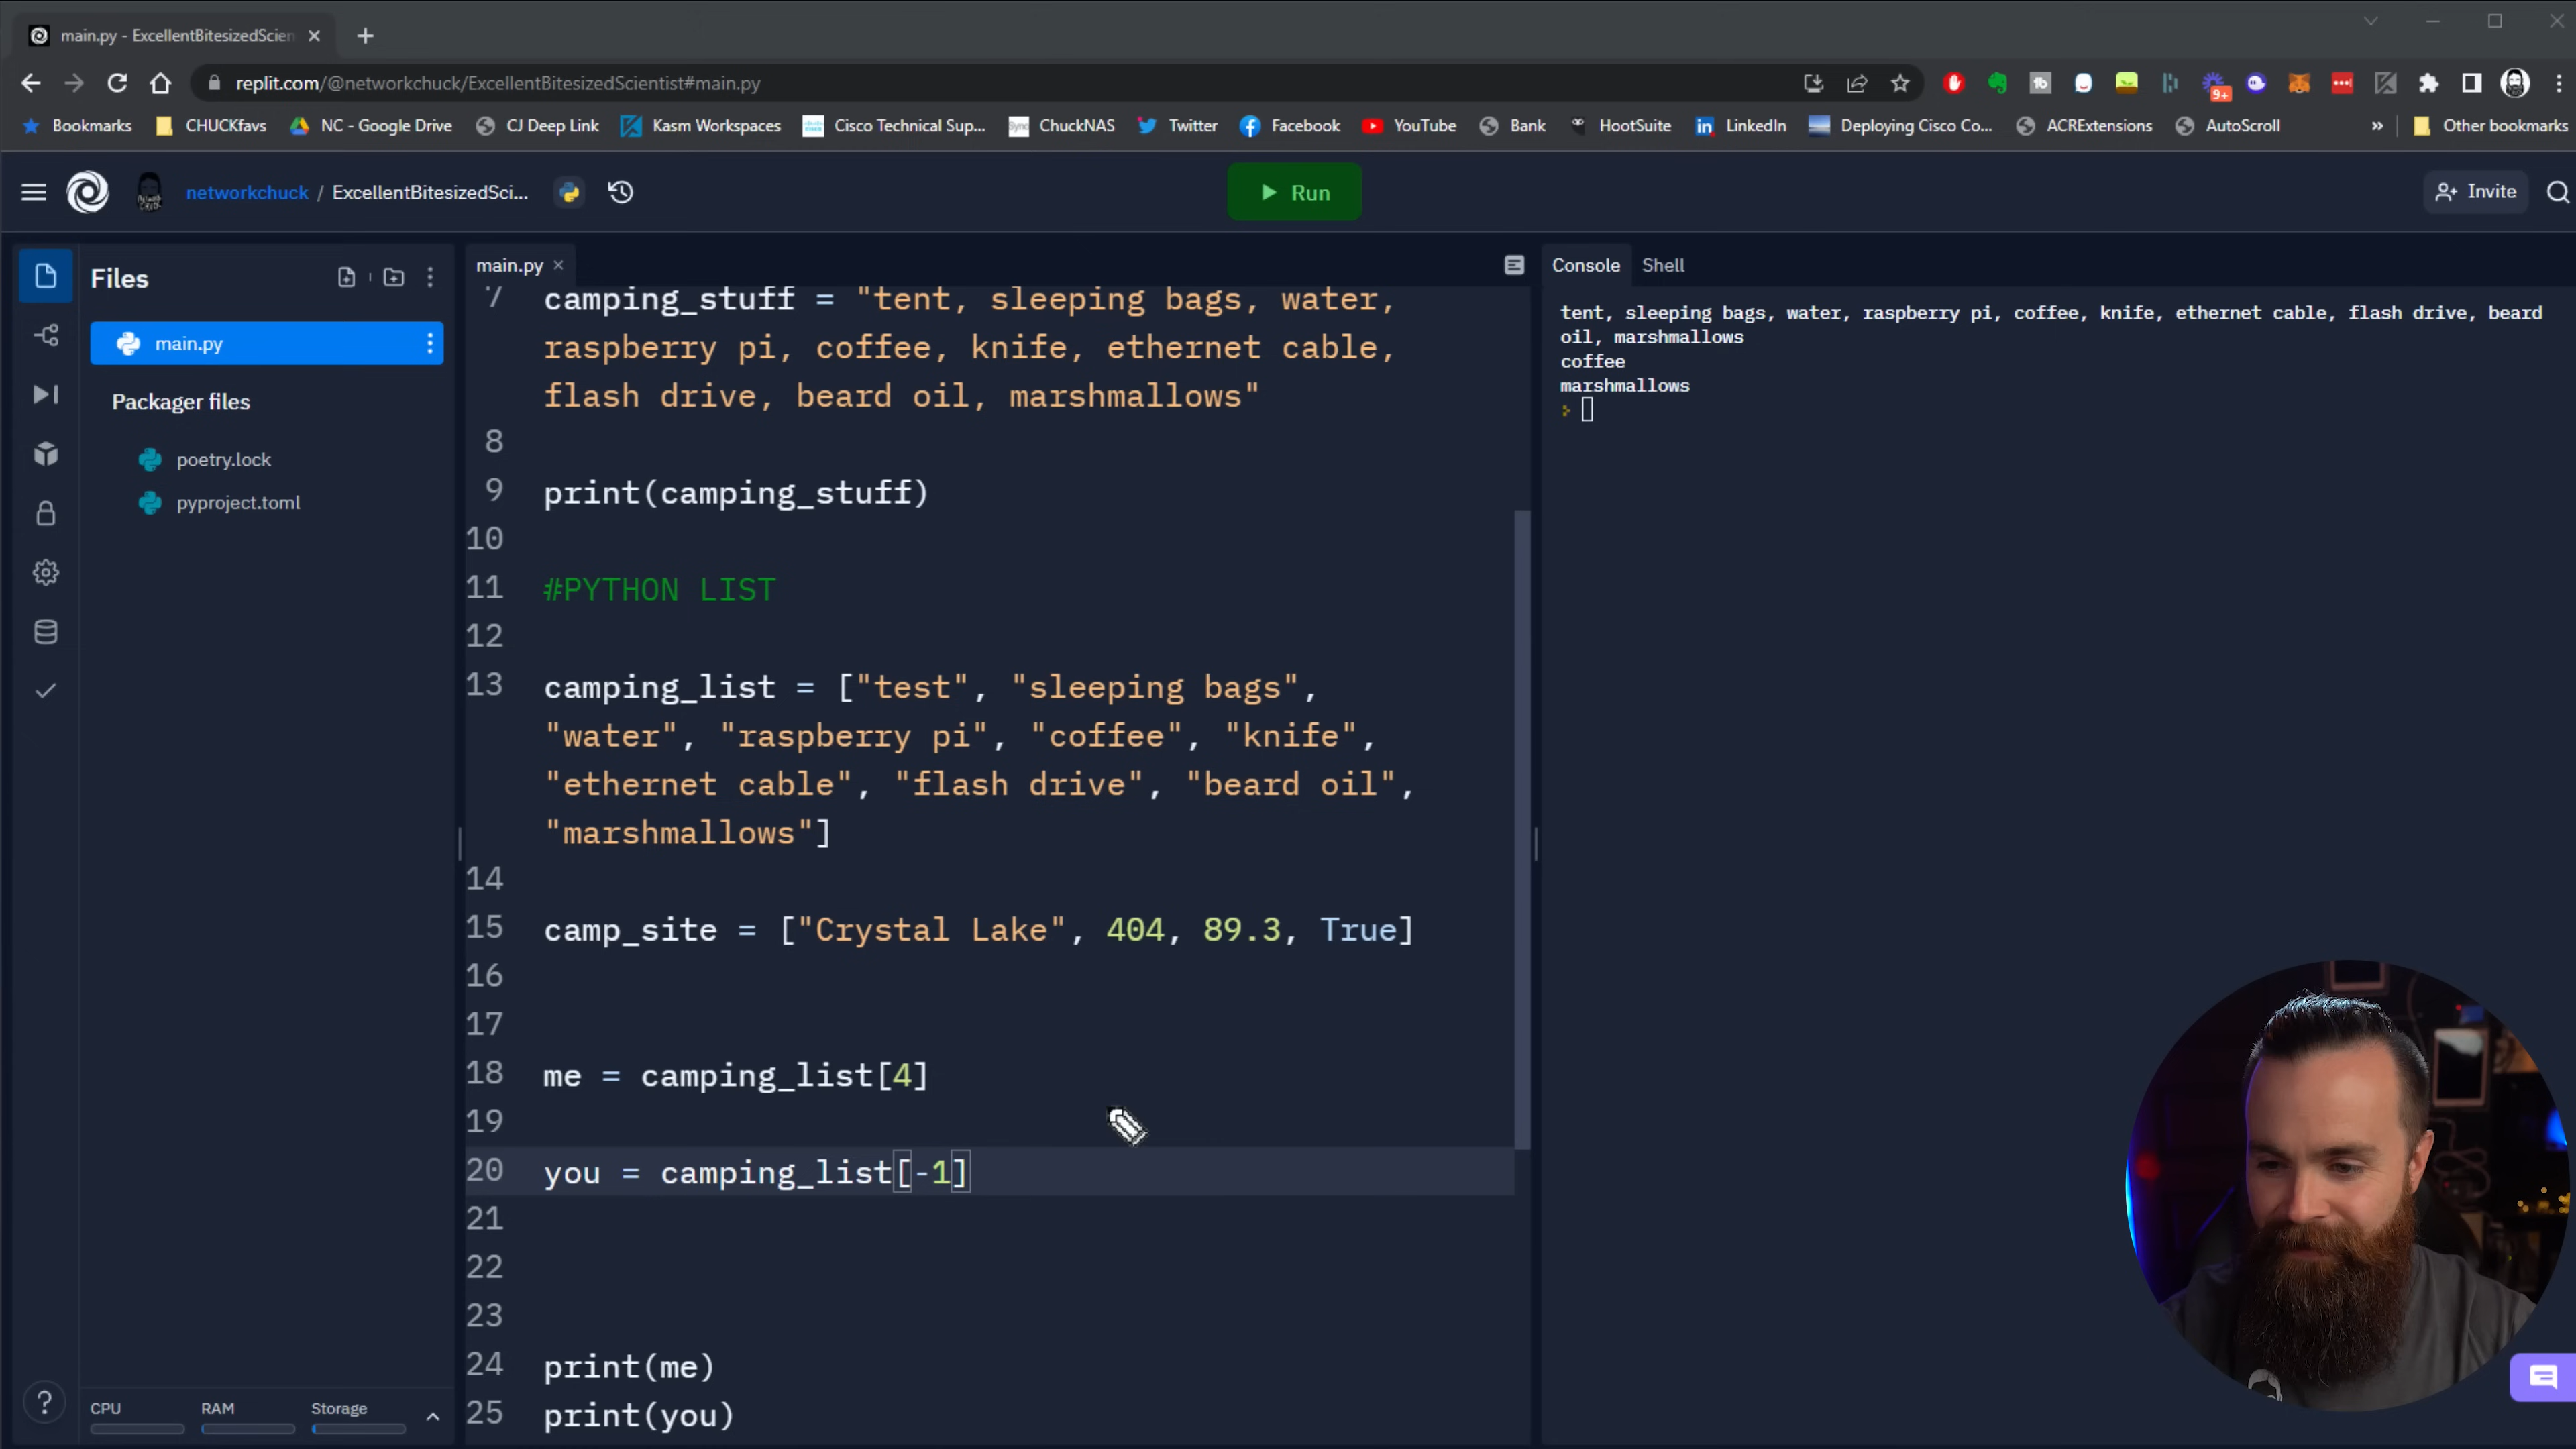 main.py - ExcellentBitesizedScien
replit.com/@networkchuck/ExcellentBitesizedScientist#main.py
9+
Bookmarks CHUCKfavs NC - Google Drive CJ Deep Link Kasm Workspaces Cisco Technical Sup... ChuckNAS Twitter Facebook YouTube Bank HootSuite LinkedIn Deploying Cisco Co... ACRExtensions AutoScroll » Other bookmarks
networkchuck / ExcellentBitesizedSci... Run Invite
Files
main.py
Packager files
poetry.lock
pyproject.toml
CPU RAM Storage
main.py
7 camping_stuff = "tent, sleeping bags, water,
raspberry pi, coffee, knife, ethernet cable,
flash drive, beard oil, marshmallows"
8
9 print(camping_stuff)
10
11 #PYTHON LIST
12
13 camping_list = ["test", "sleeping bags",
"water", "raspberry pi", "coffee", "knife",
"ethernet cable", "flash drive", "beard oil",
"marshmallows"]
14
15 camp_site = ["Crystal Lake", 404, 89.3, True]
16
17
18 me = camping_list[4]
19
20 you = camping_list[-1]
21
22
23
24 print(me)
25 print(you)
Console Shell
tent, sleeping bags, water, raspberry pi, coffee, knife, ethernet cable, flash drive, beard
oil, marshmallows
coffee
marshmallows